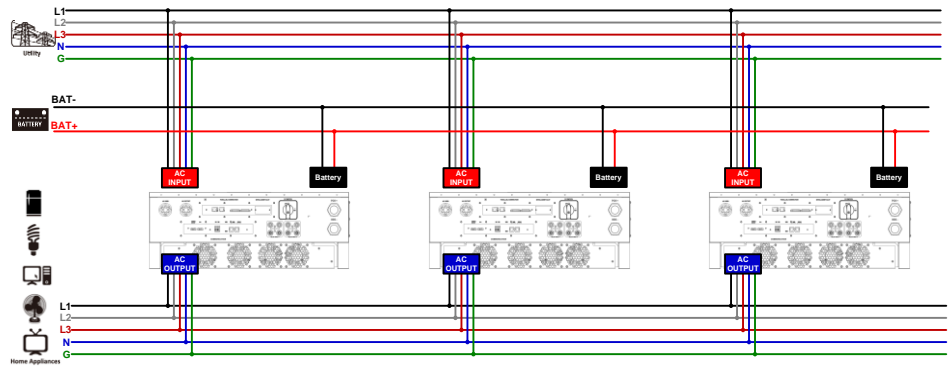 L1
L2
L3
N
G
Utility
BAT-
BATTERY
BAT+
AC
INPUT
Battery
AC
INPUT
Battery
AC
INPUT
Battery
AC
OUTPUT
AC
OUTPUT
AC
OUTPUT
L1
L2
L3
N
G
Home Appliances